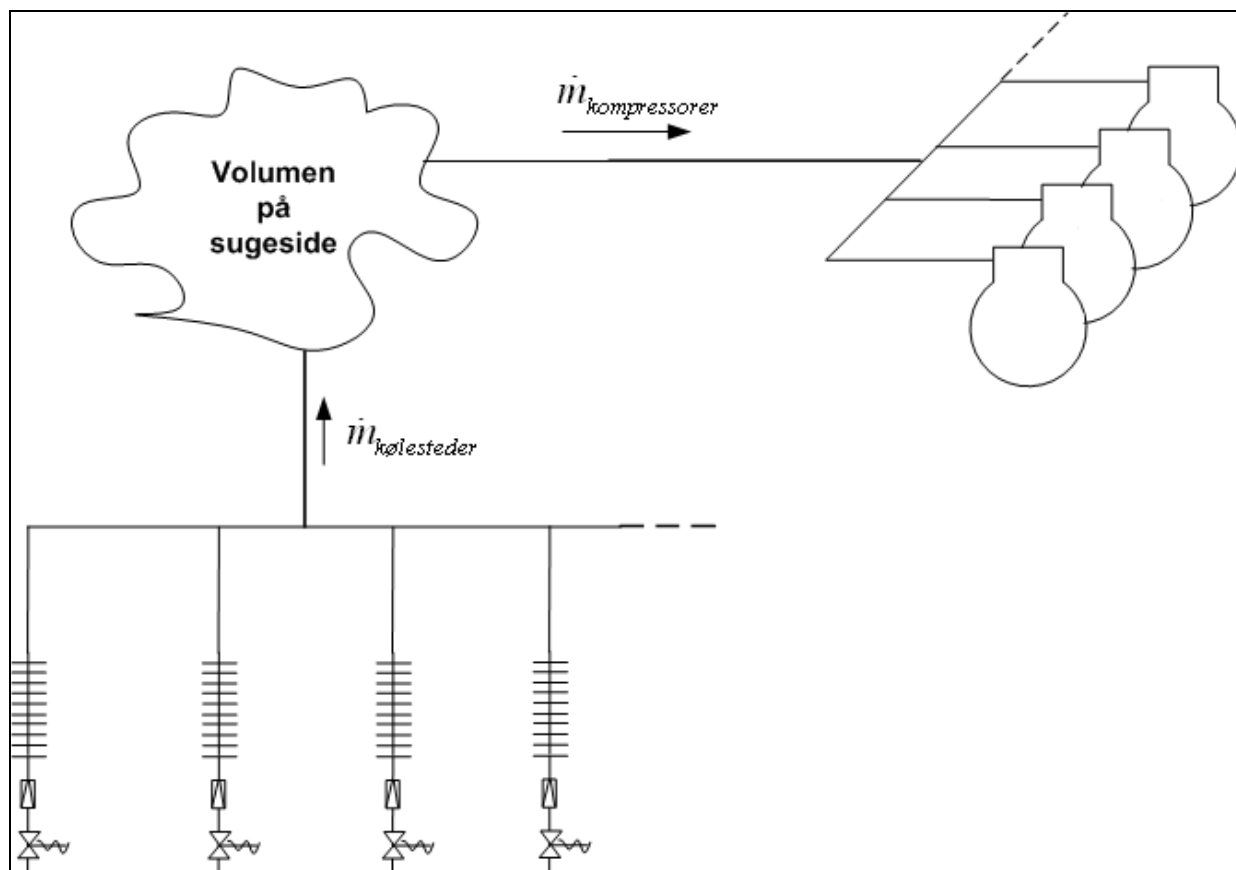 Volumen
på
sugeside
ṁkompressorer
ṁkølesteder